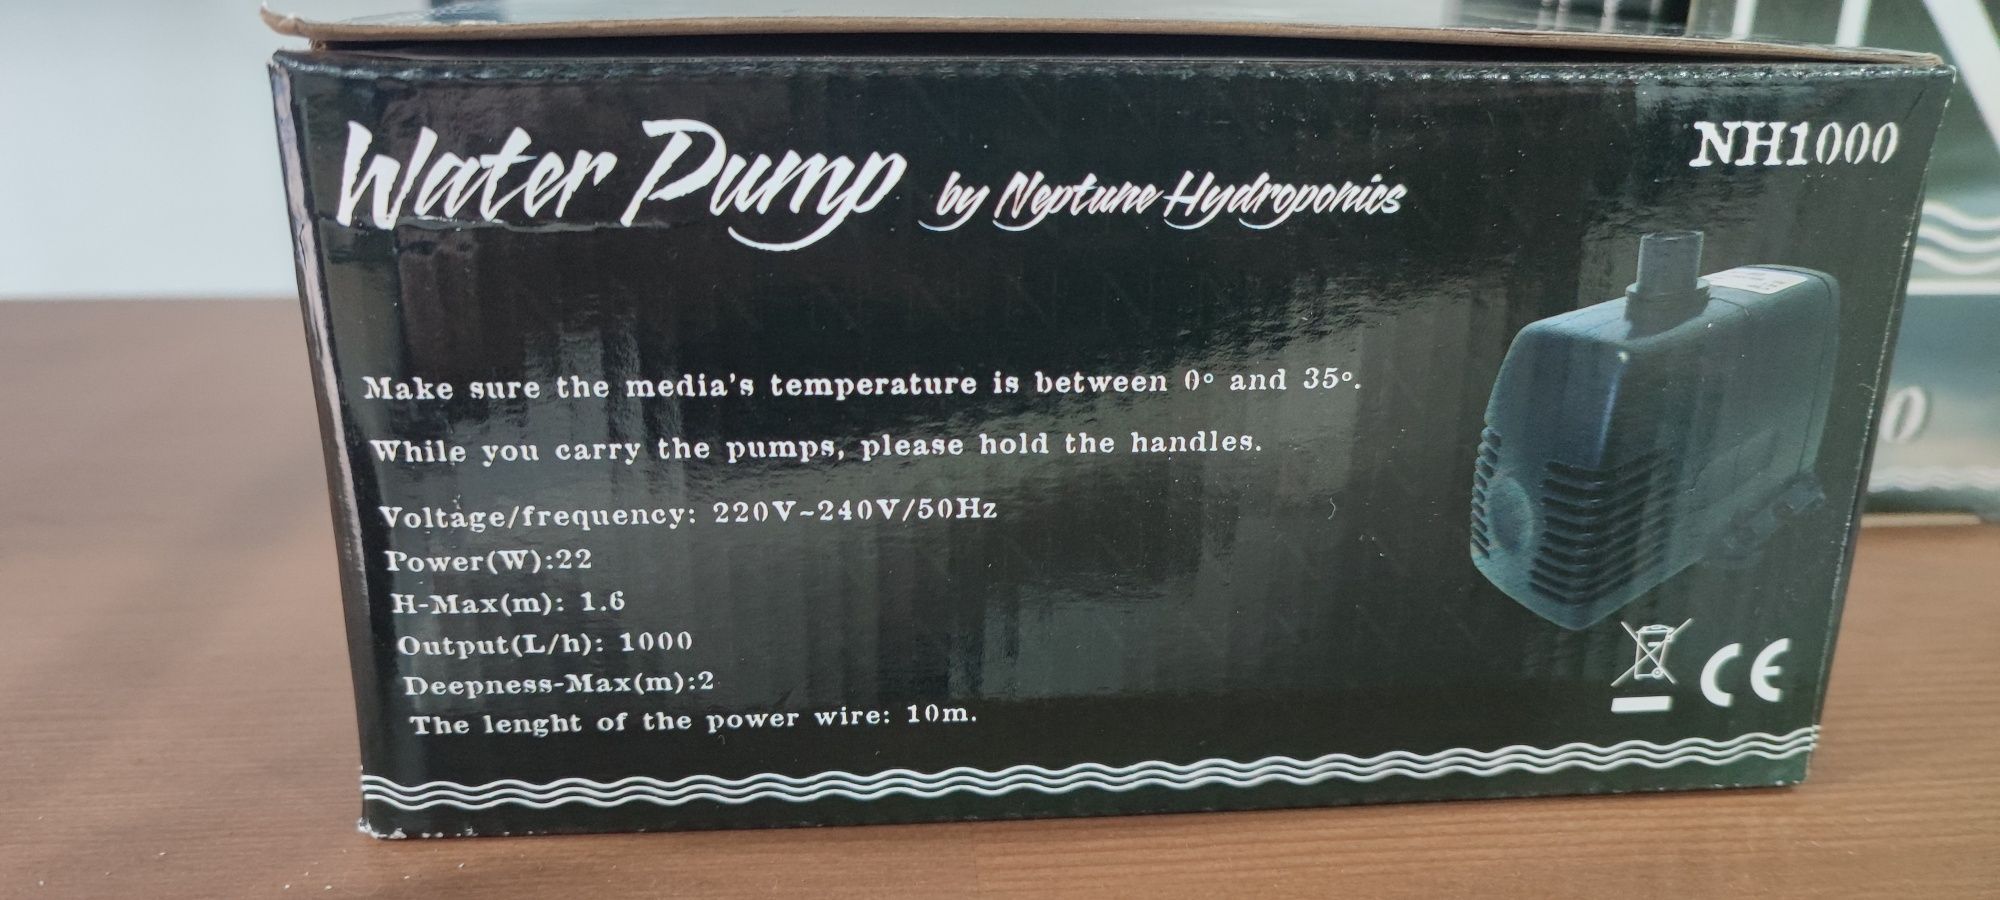 Water Pump by Neptune Hydroponics
NH1000
Make sure the media's temperature is between 0° and 35°.
While you carry the pumps, please hold the handles.
Voltage/frequency: 220V~240V/50Hz
Power(W):22
H-Max(m): 1.6
Output(L/h): 1000
Deepness-Max(m):2
The lenght of the power wire: 10m.
CE